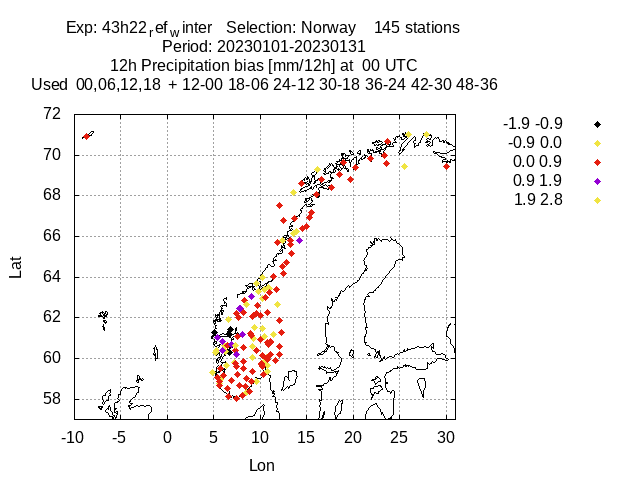 Exp: 43h22_ref_winter   Selection: Norway    145 stations
Period: 20230101-20230131
12h Precipitation bias [mm/12h] at  00 UTC
Used  00,06,12,18  + 12-00 18-06 24-12 30-18 36-24 42-30 48-36
-1.9 -0.9
-0.9 0.0
0.0 0.9
0.9 1.9
1.9 2.8
72
70
68
66
64
62
60
58
Lat
-10 -5 0 5 10 15 20 25 30
Lon